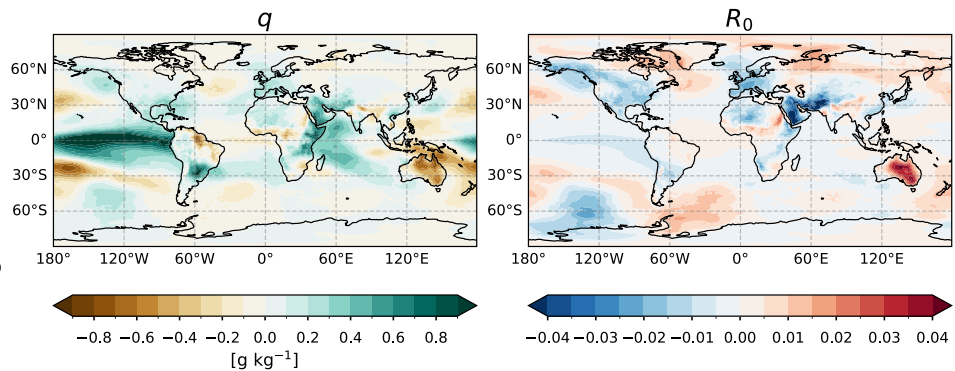 q
R₀
60°N
30°N
0°
30°S
60°S
180° 120°W 60°W 0° 60°E 120°E
180° 120°W 60°W 0° 60°E 120°E
−0.8 −0.6 −0.4 −0.2 0.0 0.2 0.4 0.6 0.8
[g kg⁻¹]
−0.04 −0.03 −0.02 −0.01 0.00 0.01 0.02 0.03 0.04
60°N
30°N
0°
30°S
60°S